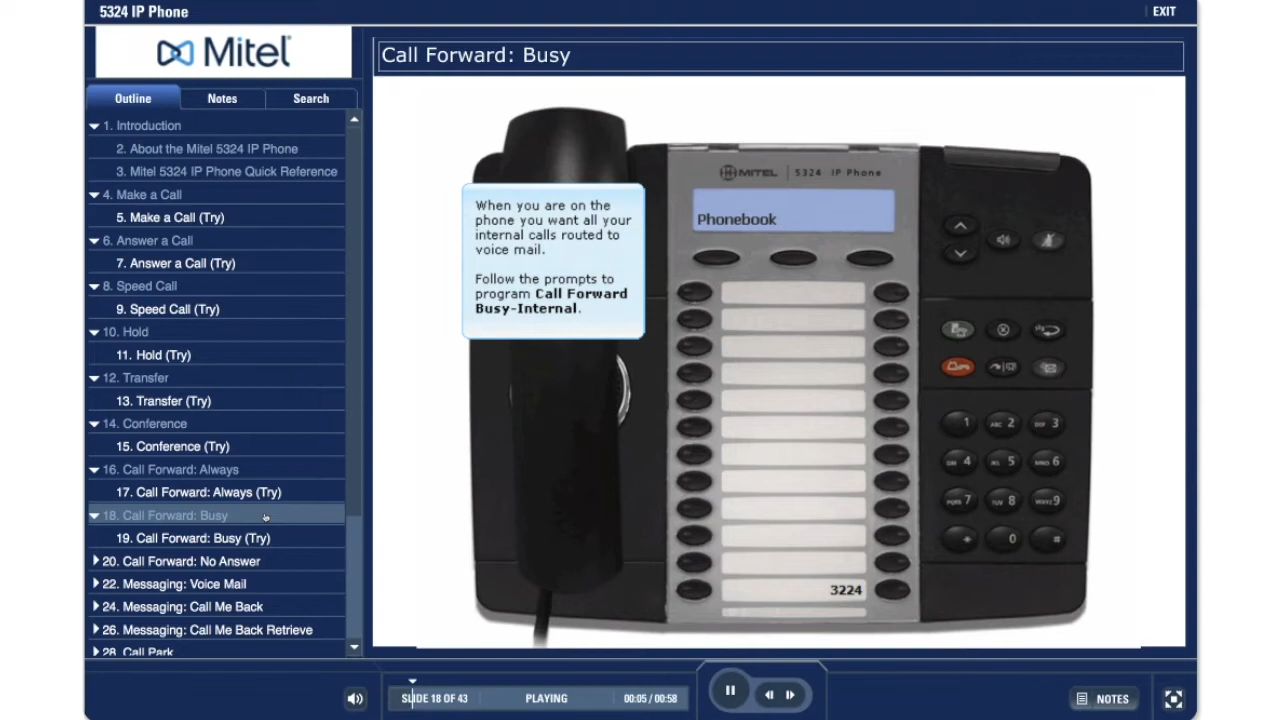 5324 IP Phone
EXIT
Mitel
Call Forward: Busy
Outline
Notes
Search
1. Introduction
2. About the Mitel 5324 IP Phone
3. Mitel 5324 IP Phone Quick Reference
4. Make a Call
5. Make a Call (Try)
6. Answer a Call
7. Answer a Call (Try)
8. Speed Call
9. Speed Call (Try)
10. Hold
11. Hold (Try)
12. Transfer
13. Transfer (Try)
14. Conference
15. Conference (Try)
16. Call Forward: Always
17. Call Forward: Always (Try)
18. Call Forward: Busy
19. Call Forward: Busy (Try)
20. Call Forward: No Answer
22. Messaging: Voice Mail
24. Messaging: Call Me Back
26. Messaging: Call Me Back Retrieve
28. Call Park
When you are on the
phone you want all your
internal calls routed to
voice mail.
Follow the prompts to
program Call Forward
Busy-Internal.
MITEL | 5324 IP Phone
Phonebook
1
ABC 2
DEF 3
4
JKL 5
MNO 6
PQRS 7
TUV 8
WXYZ 9
*
0
#
3224
SLIDE 18 OF 43
PLAYING
00:05 / 00:58
NOTES